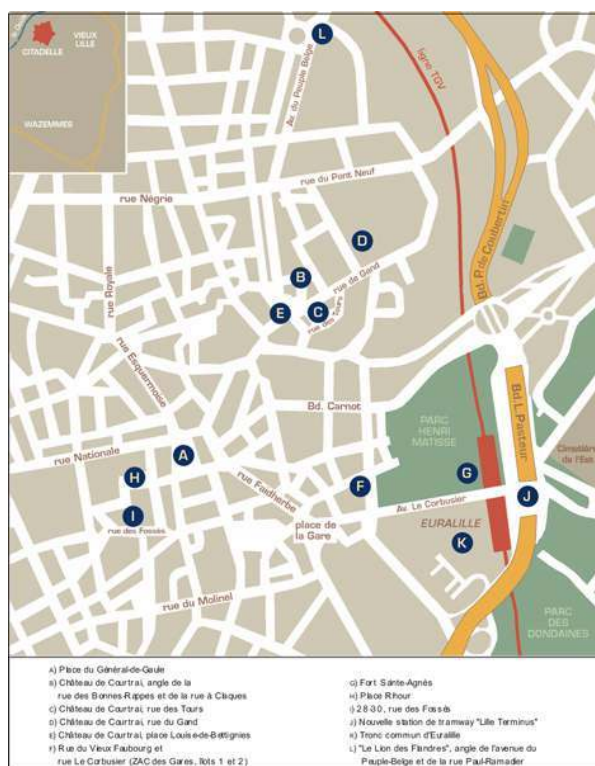 L
CITADELLE
VIEUX
LILLE
WAZEMMES
Av. du Peuple Belge
ligne TGV
rue du Pont Neuf
rue Négrie
Bd. P. de Coubertin
D
rue Royale
B
rue de Gand
E
C
rue des Tours
rue Esquermoise
Bd. Carnot
Bd. L. Pasteur
PARC
HENRI
MATISSE
rue Nationale
A
Cimetière
de l'Est
H
rue Faidherbe
F
G
Av. Le Corbusier
J
I
rue des Fossés
place de
la Gare
EURALILLE
K
rue du Molinel
PARC
DES
DONDAINES
A) Place du Général-de-Gaule
B) Château de Courtrai, angle de la
rue des Bonnes-Rappes et de la rue à Claques
C) Château de Courtrai, rue des Tours
D) Château de Courtrai, rue du Gand
E) Château de Courtrai, place Louise-de-Bettignies
F) Rue du Vieux Faubourg et
rue Le Corbusier (ZAC des Gares, îlots 1 et 2)
G) Fort Sainte-Agnès
H) Place Rihour
I) 28-30, rue des Fossés
J) Nouvelle station de tramway "Lille Terminus"
K) Tronc commun d'Euralille
L) "Le Lion des Flandres", angle de l'avenue du
Peuple-Belge et de la rue Paul-Ramadier